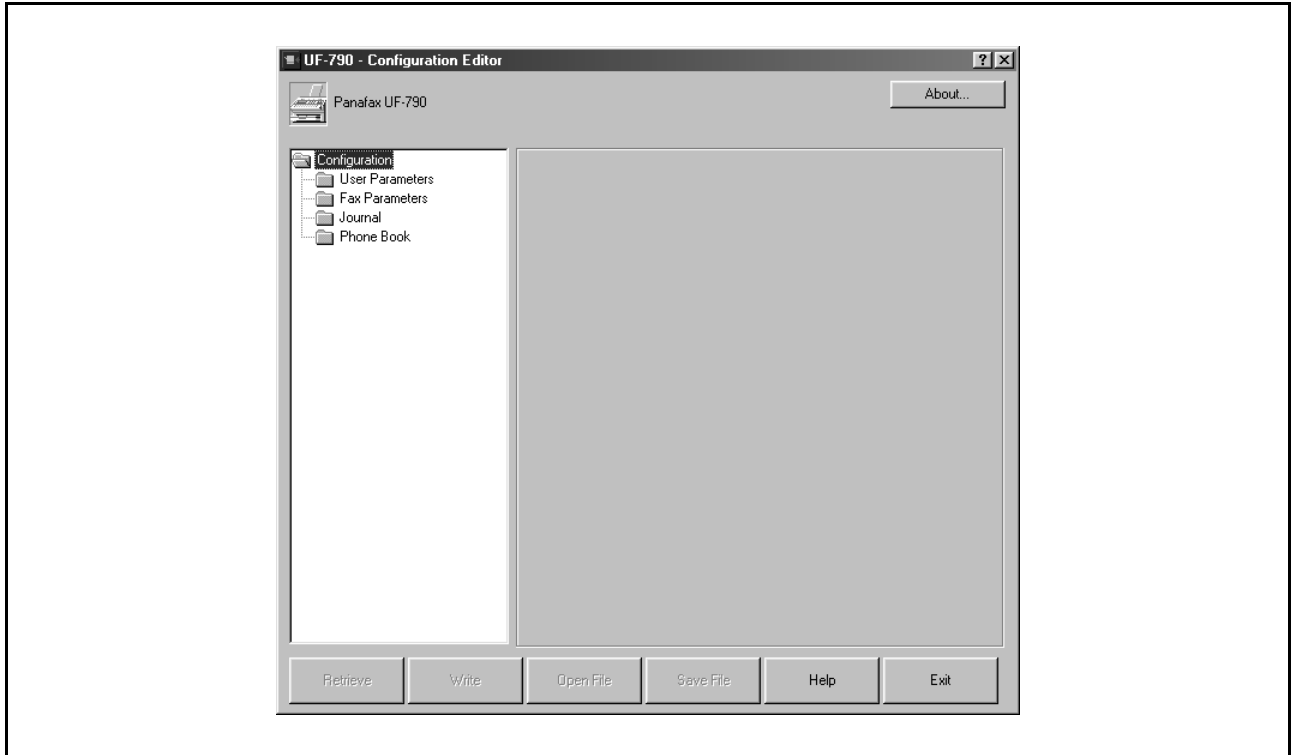 UF-790 - Configuration Editor
Panafax UF-790
About...
Configuration
User Parameters
Fax Parameters
Journal
Phone Book
Retrieve Write Open File Save File Help Exit